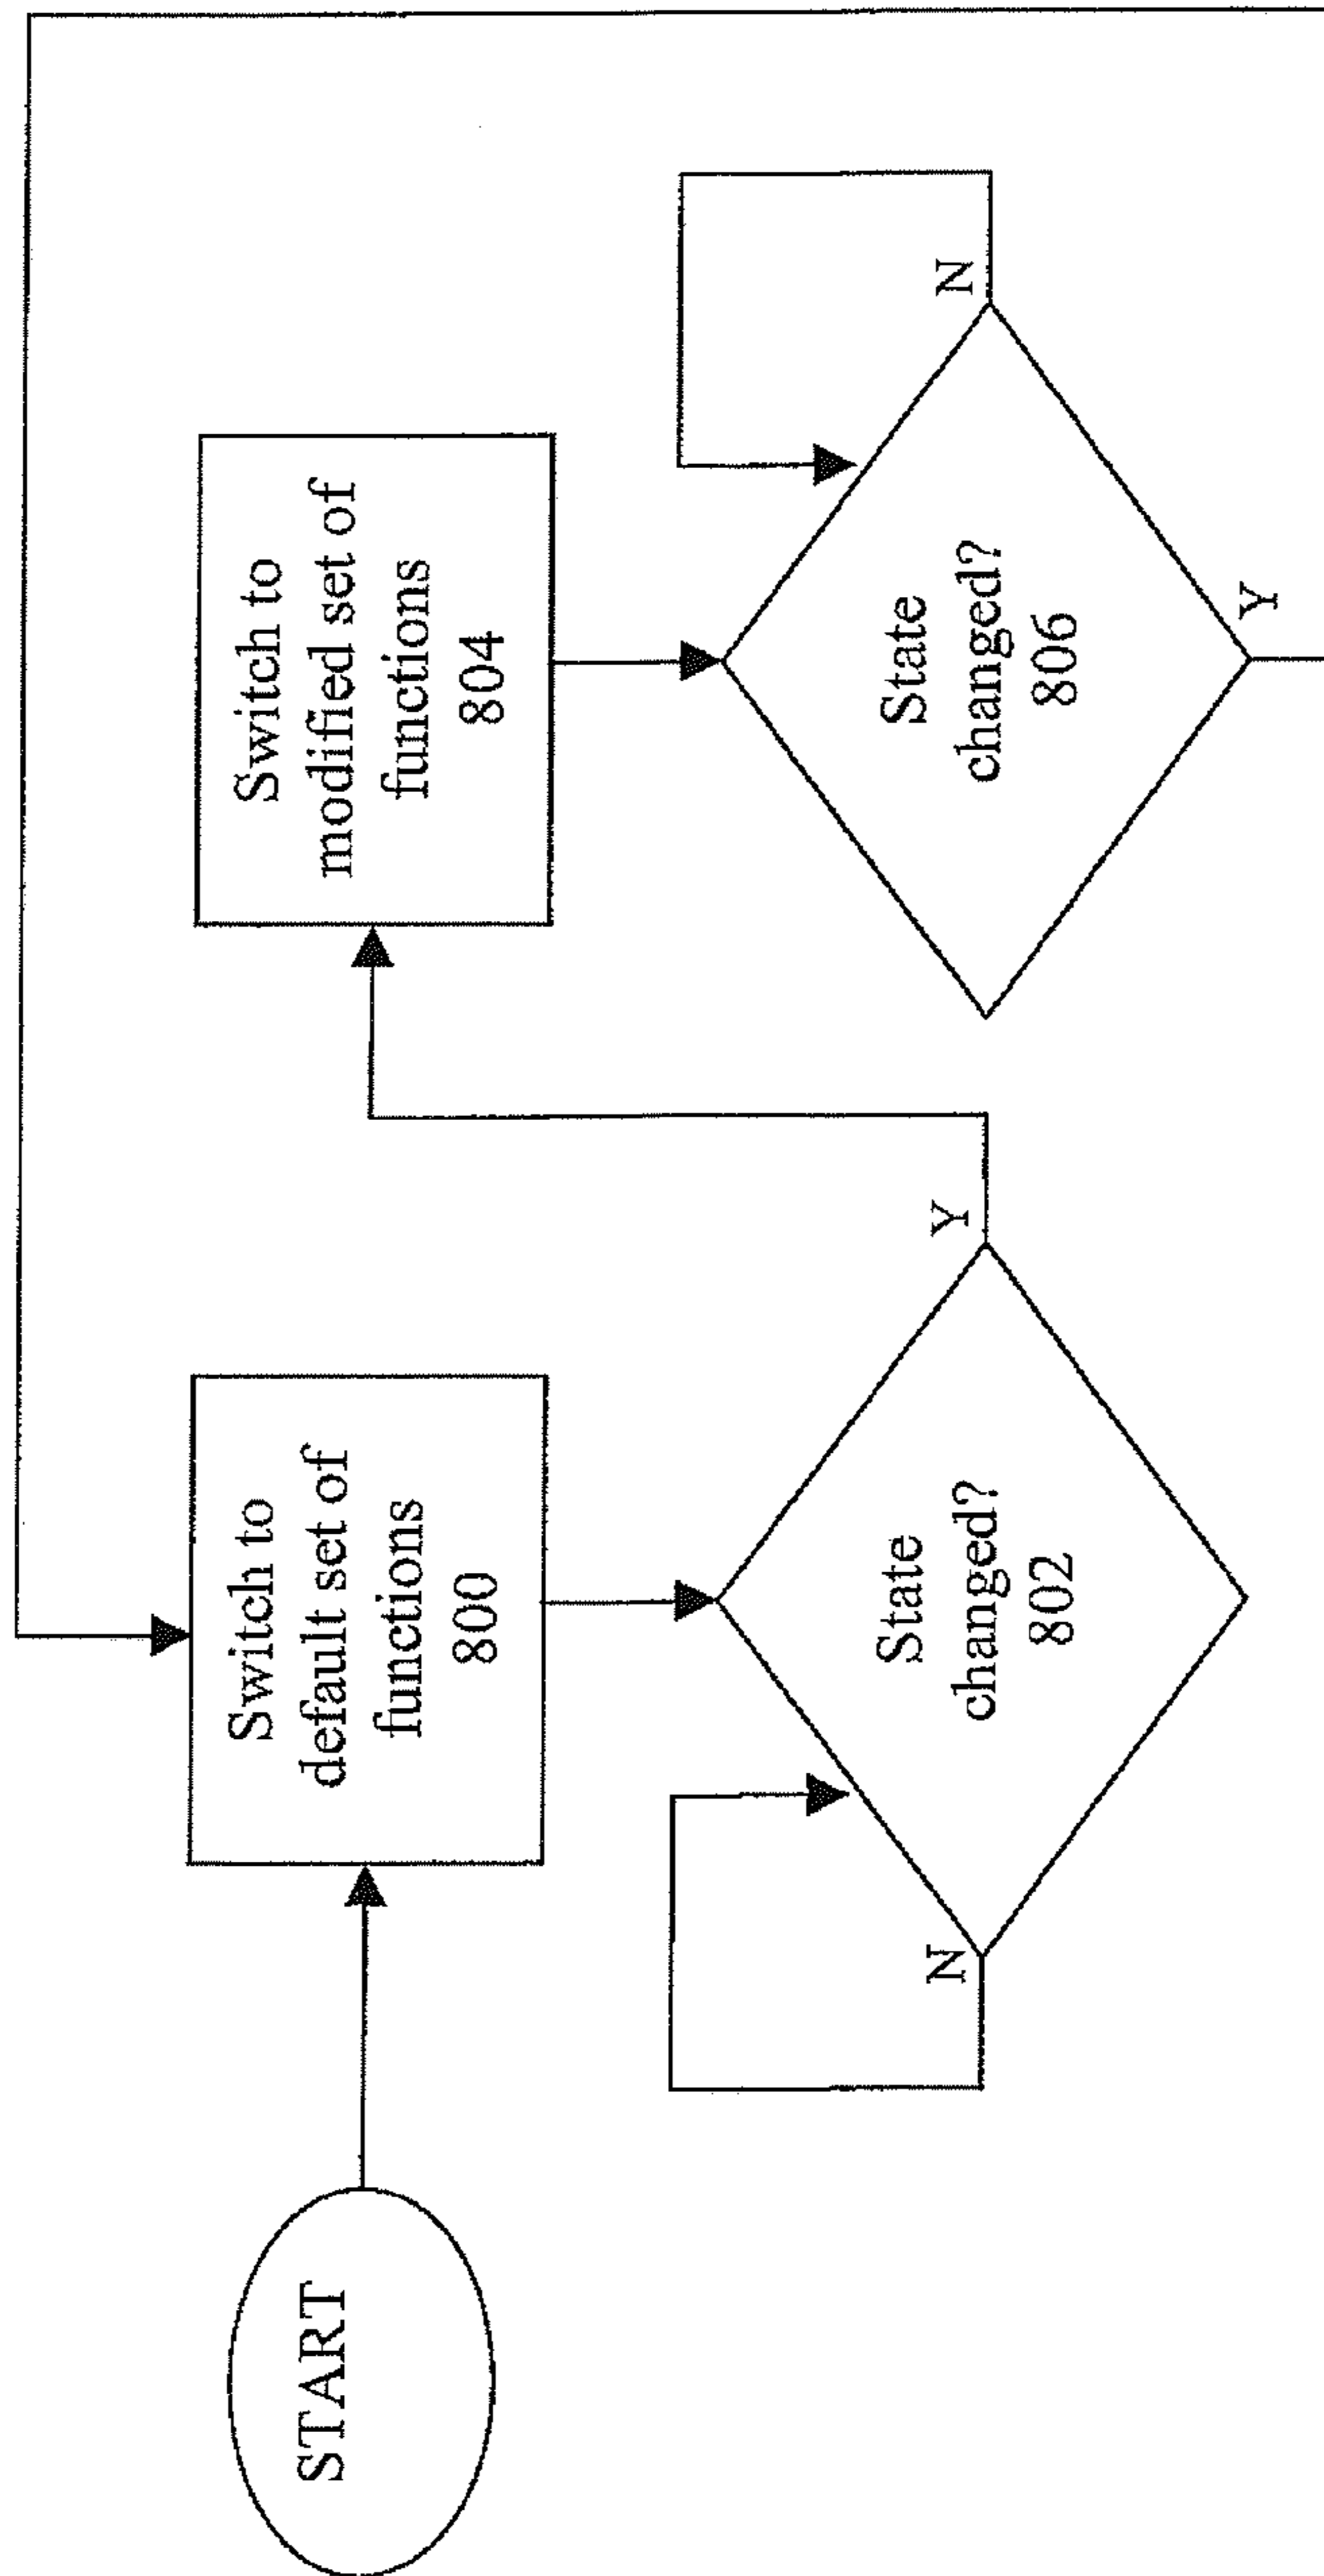 START
Switch to
default set of
functions
800
State
changed?
802
N
Y
Switch to
modified set of
functions
804
State
changed?
806
N
Y